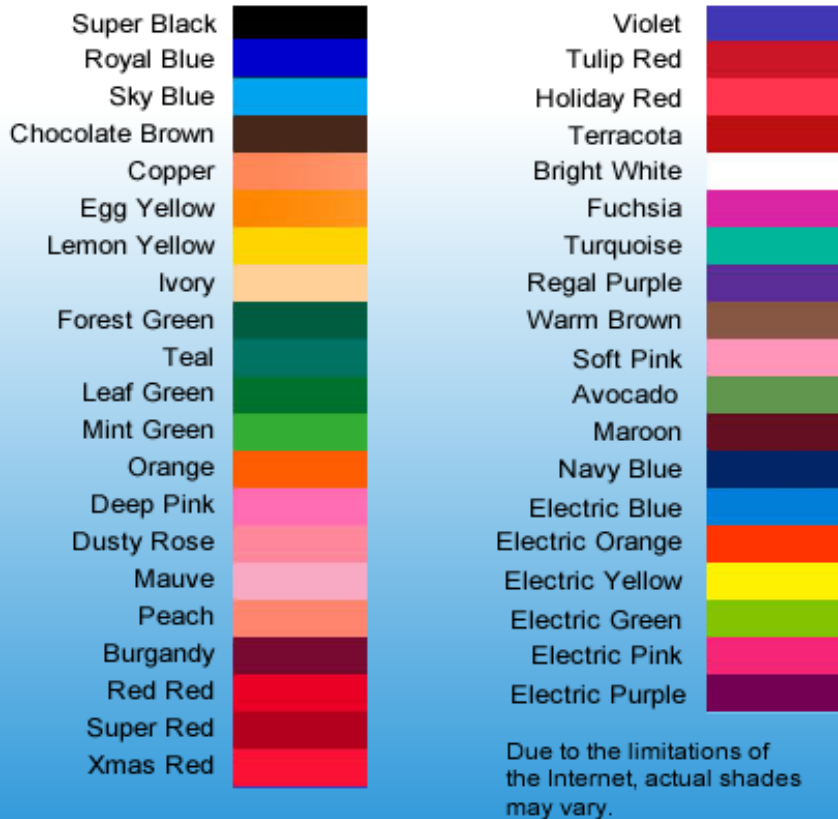 Super Black
Royal Blue
Sky Blue
Chocolate Brown
Copper
Egg Yellow
Lemon Yellow
Ivory
Forest Green
Teal
Leaf Green
Mint Green
Orange
Deep Pink
Dusty Rose
Mauve
Peach
Burgandy
Red Red
Super Red
Xmas Red
Violet
Tulip Red
Holiday Red
Terracota
Bright White
Fuchsia
Turquoise
Regal Purple
Warm Brown
Soft Pink
Avocado
Maroon
Navy Blue
Electric Blue
Electric Orange
Electric Yellow
Electric Green
Electric Pink
Electric Purple
Due to the limitations of
the Internet, actual shades
may vary.